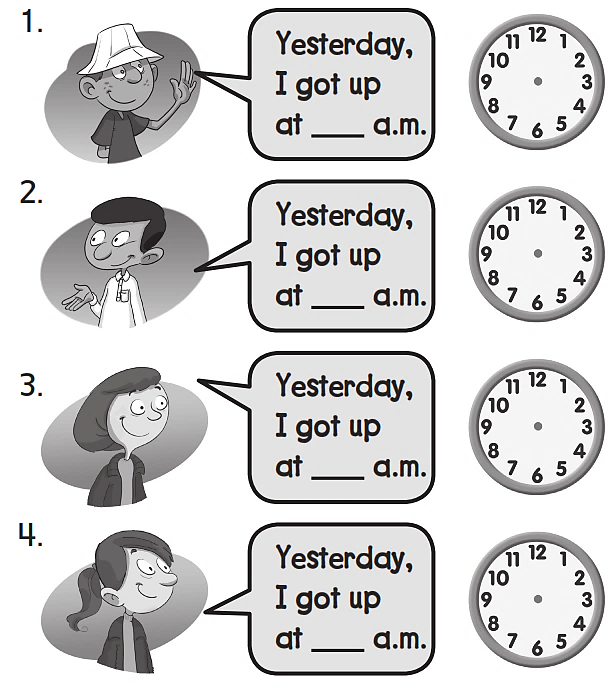 1.
Yesterday,
I got up
at ____ a.m.
11 12 1
10 2
9 3
8 4
7 6 5
2.
Yesterday,
I got up
at ____ a.m.
11 12 1
10 2
9 3
8 4
7 6 5
3.
Yesterday,
I got up
at ____ a.m.
11 12 1
10 2
9 3
8 4
7 6 5
4.
Yesterday,
I got up
at ____ a.m.
11 12 1
10 2
9 3
8 4
7 6 5